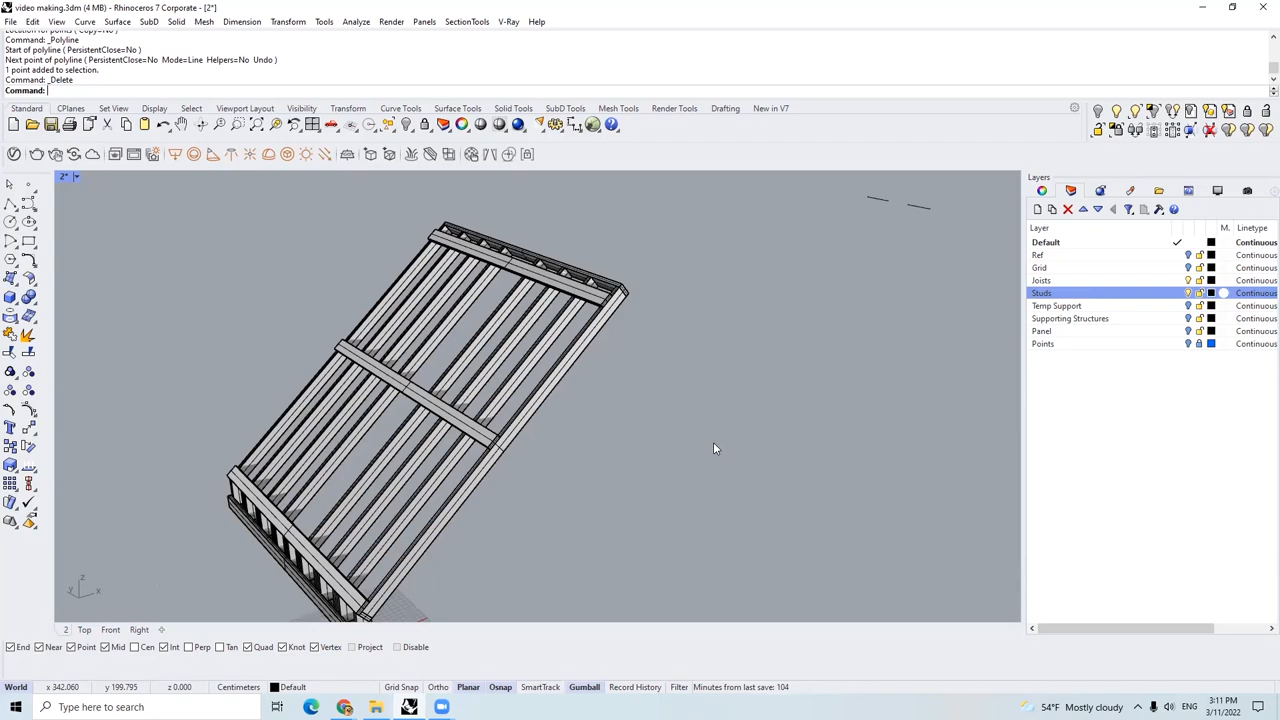 video making.3dm (4 MB) - Rhinoceros 7 Corporate - [2*]
File Edit View Curve Surface SubD Solid Mesh Dimension Transform Tools Analyze Render Panels SectionTools V-Ray Help
Command: _Polyline
Start of polyline ( PersistentClose=No )
Next point of polyline ( PersistentClose=No Mode=Line Helpers=No Undo )
1 point added to selection.
Command: _Delete
Command:
Standard CPlanes Set View Display Select Viewport Layout Visibility Transform Curve Tools Surface Tools Solid Tools SubD Tools Mesh Tools Render Tools Drafting New in V7
2*
Layers
Layer M. Linetype
Default Continuous
Ref Continuous
Grid Continuous
Joists Continuous
Studs Continuous
Temp Support Continuous
Supporting Structures Continuous
Panel Continuous
Points Continuous
z
y x
2 Top Front Right
End Near Point Mid Cen Int Perp Tan Quad Knot Vertex Project Disable
World x 342.060 y 199.795 z 0.000 Centimeters Default Grid Snap Ortho Planar Osnap SmartTrack Gumball Record History Filter Minutes from last save: 104
Type here to search
54°F Mostly cloudy
3:11 PM
3/11/2022